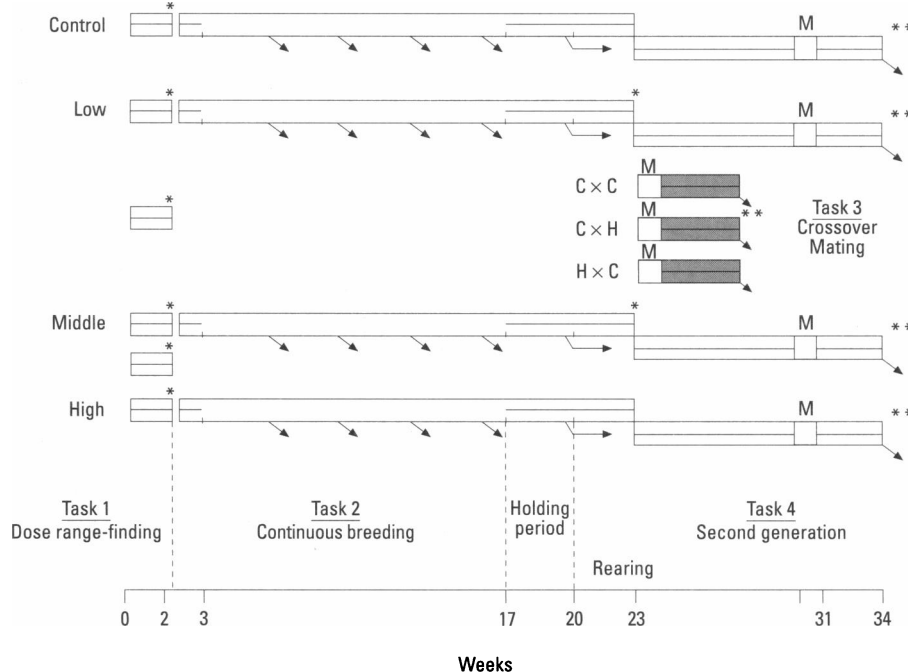 *
Control
M
* *
*
Low
*
M
* *
*
C × C
M
C × H
M
* *
H × C
M
Task 3
Crossover
Mating
*
Middle
*
M
* *
*
*
High
M
* *
Task 1
Dose range-finding
Task 2
Continuous breeding
Holding
period
Task 4
Second generation
Rearing
0 2 3 17 20 23 31 34
Weeks